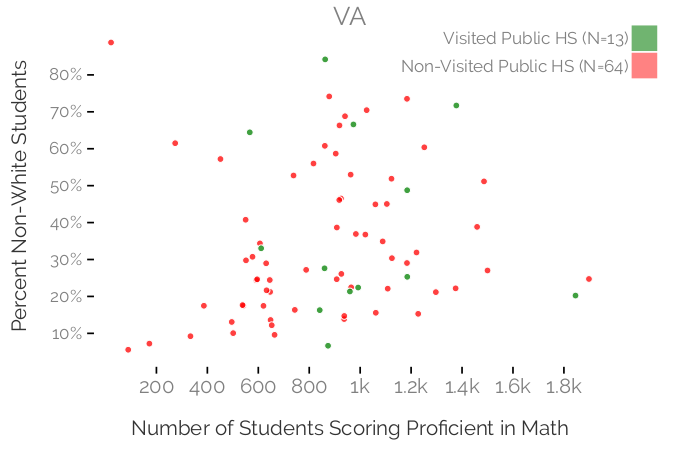 VA
Visited Public HS (N=13)
Non-Visited Public HS (N=64)
Percent Non-White Students
80%
70%
60%
50%
40%
30%
20%
10%
200 400 600 800 1k 1.2k 1.4k 1.6k 1.8k
Number of Students Scoring Proficient in Math